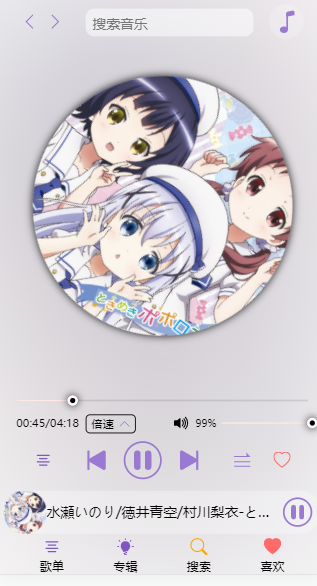 搜索音乐
ときめきポポロ
00:45/04:18 倍速 99%
水瀬いのり/徳井青空/村川梨衣-と...
歌单 专辑 搜索 喜欢